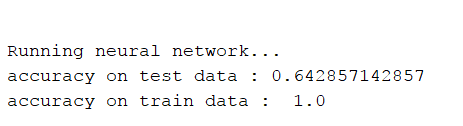 Running neural network...
accuracy on test data : 0.642857142857
accuracy on train data :  1.0